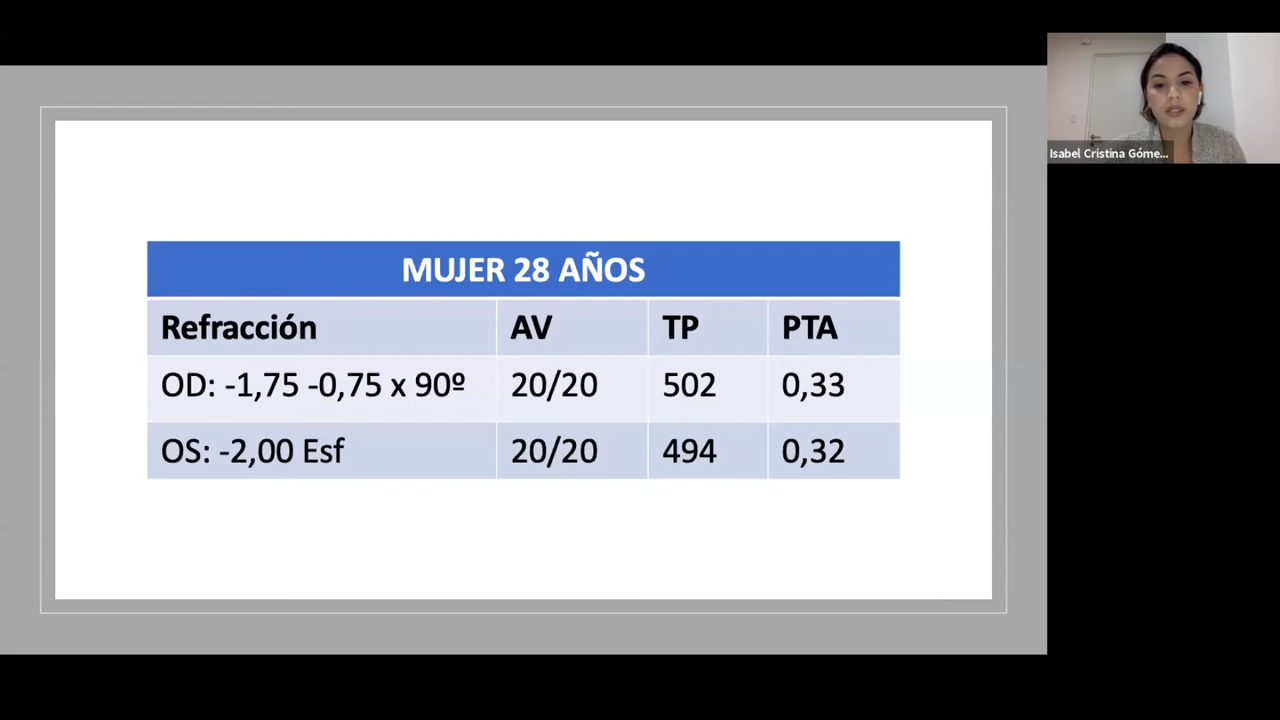 MUJER 28 AÑOS
Refracción AV TP PTA
OD: -1,75 -0,75 x 90º 20/20 502 0,33
OS: -2,00 Esf 20/20 494 0,32
Isabel Cristina Góme...